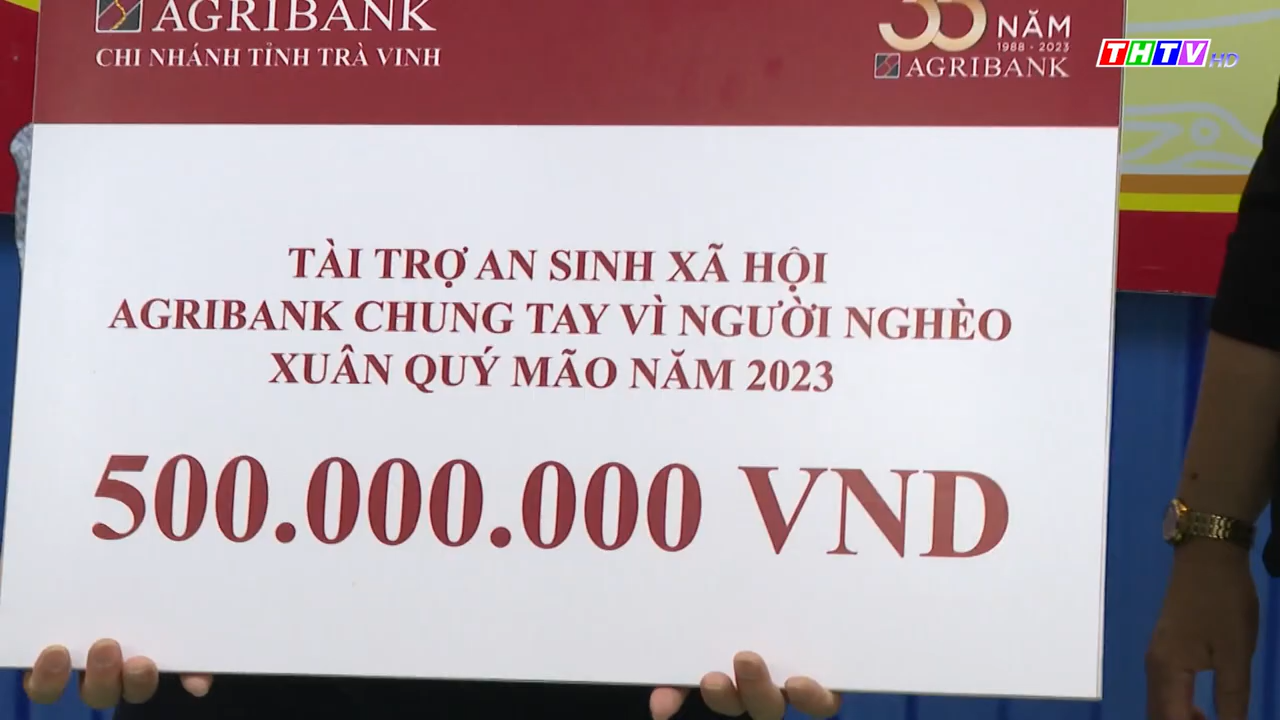 AGRIBANK
CHI NHÁNH TỈNH TRÀ VINH
35 NĂM
1988 - 2023
AGRIBANK
THTV HD
TÀI TRỢ AN SINH XÃ HỘI
AGRIBANK CHUNG TAY VÌ NGƯỜI NGHÈO
XUÂN QUÝ MÃO NĂM 2023
500.000.000 VND